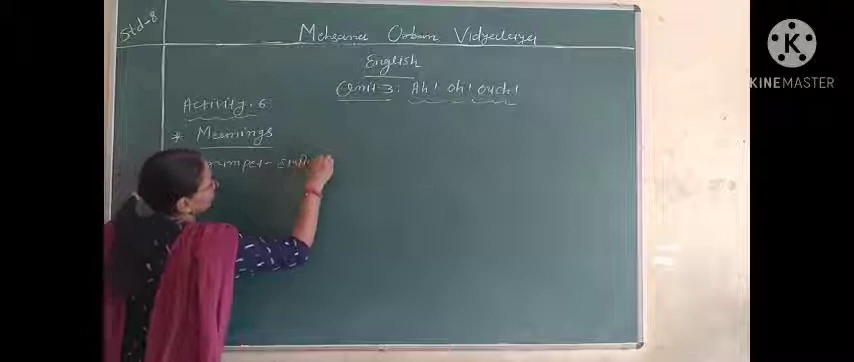 Std-8
Mehsana Urban Vidyalaya
English
Unit 3: Ah! oh! ouch!
Activity. 6:
* Meanings
K
KINEMASTER